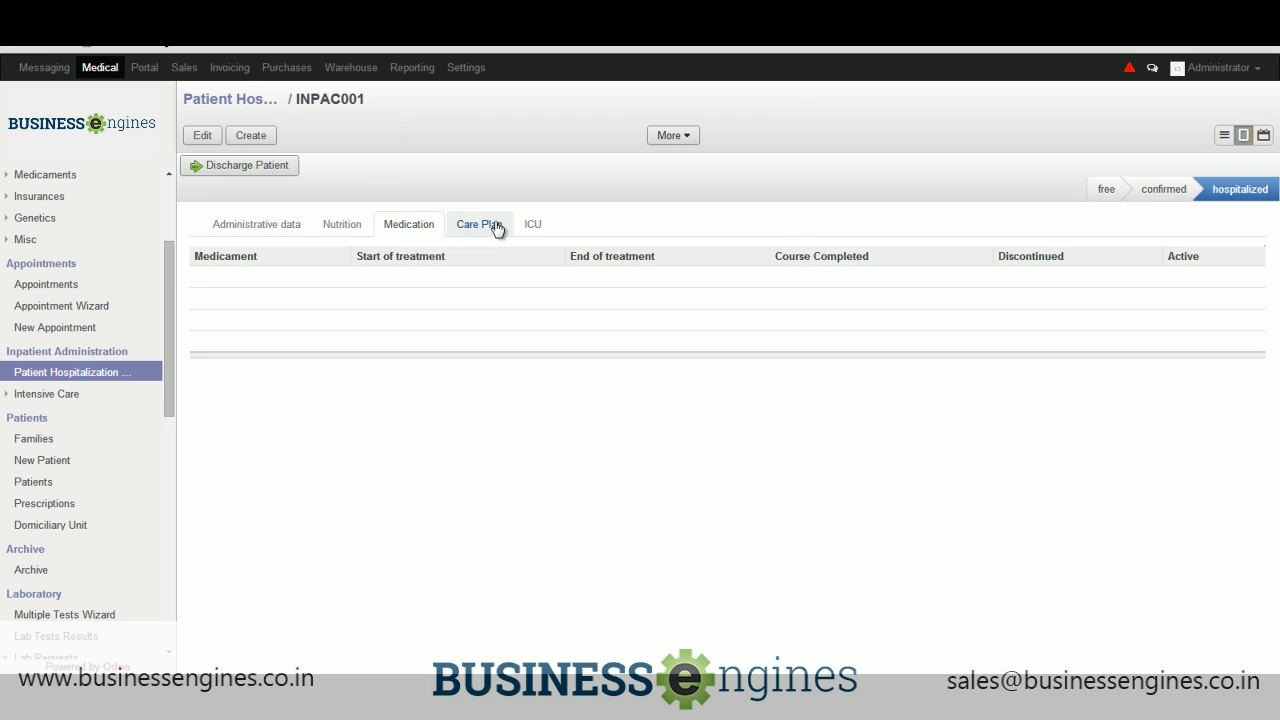 Messaging Medical Portal Sales Invoicing Purchases Warehouse Reporting Settings Administrator
BUSINESS engines
Patient Hos... / INPAC001
Edit Create More
Discharge Patient
free confirmed hospitalized
Medicaments
Insurances
Genetics
Misc
Appointments
Appointments
Appointment Wizard
New Appointment
Inpatient Administration
Patient Hospitalization ...
Intensive Care
Patients
Families
New Patient
Patients
Prescriptions
Domiciliary Unit
Archive
Archive
Laboratory
Multiple Tests Wizard
Lab Tests Results
Lab Requests
Powered by Odoo
Administrative data Nutrition Medication Care Plan ICU
Medicament Start of treatment End of treatment Course Completed Discontinued Active
www.businessengines.co.in
BUSINESS engines
sales@businessengines.co.in